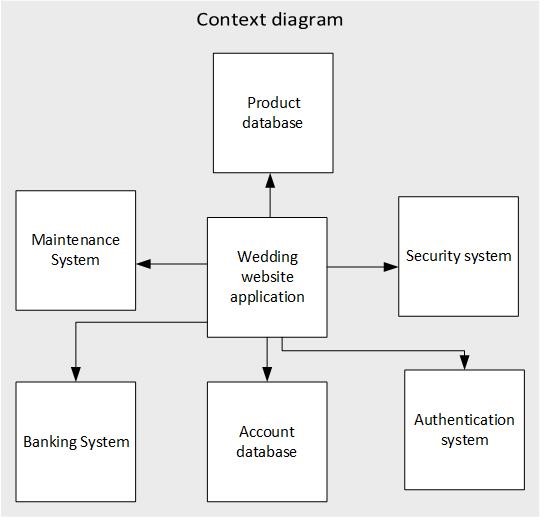 Context diagram
Product
database
Maintenance
System
Wedding
website
application
Security system
Banking System
Account
database
Authentication
system